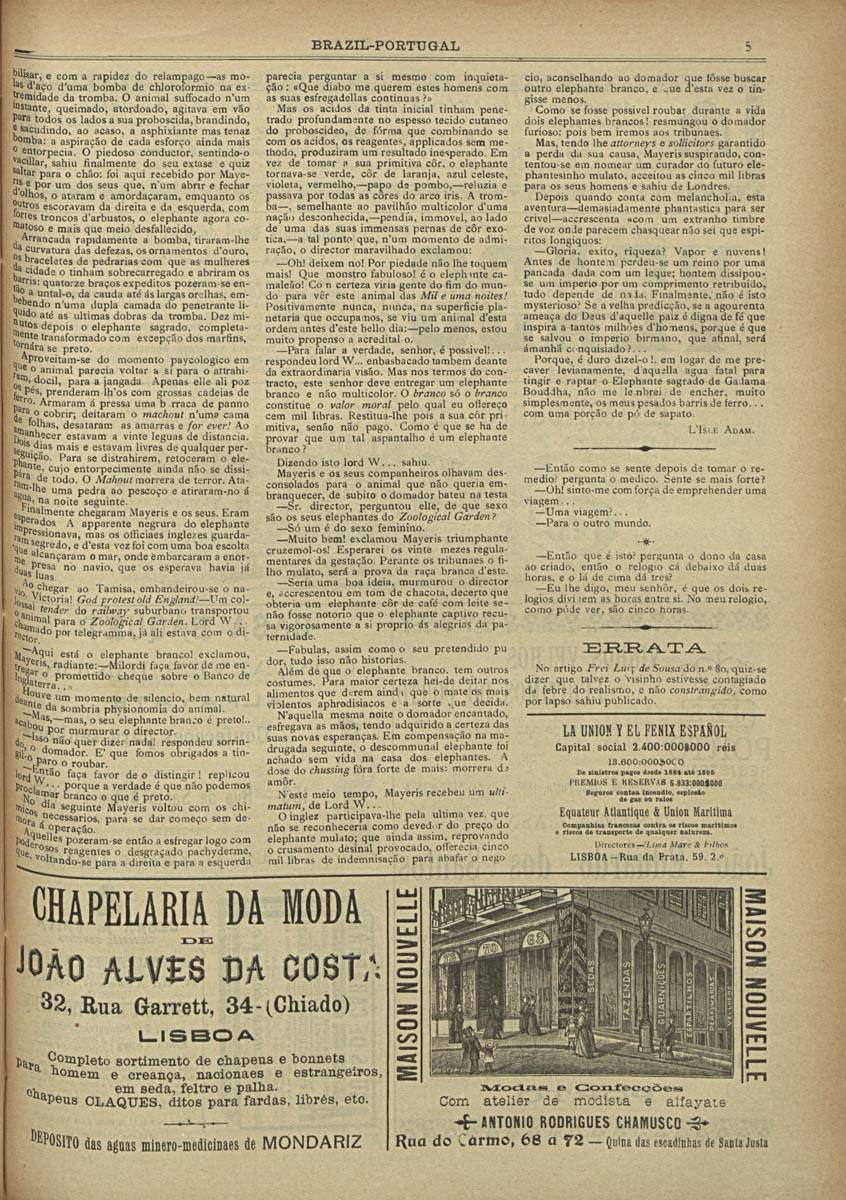 BRAZIL-PORTUGAL
5
bilisar, e com a rapidez do relampago—as mo-
las d'aço d'uma bomba de chloroformio na ex-
tremidade da tromba. O animal suffocado n'um
instante, queimado, atordoado, agitava em vão
para todos os lados a sua proboscida, brandindo,
e sacudindo, ao acaso, a asphixiante mas tenaz
bomba: a aspiração de cada esforço ainda mais
o entorpecia. O piedoso conductor, sentindo-o
vacillar, sahiu finalmente do seu extase e quiz
saltar para o chão: foi aqui recebido por Maye-
ris e por um dos seus que, n'um abrir e fechar
d'olhos, o ataram e amordaçaram, emquanto os
outros escoravam da direita e da esquerda, com
fortes troncos d'arbustos, o elephante agora co-
matoso e mais que meio desfallecido,
Arrancada rapidamente a bomba, tiraram-lhe
da curvatura das defezas, os ornamentos d'ouro,
os braceletes de pedrarias com que as mulheres
da cidade o tinham sobrecarregado e abriram os
barris: quatorze braços expeditos pozeram-se en-
tão a untal-o, da cauda até ás largas orelhas, em-
bebendo n'uma dupla camada do penetrante li-
quido até as ultimas dobras da tromba. Dez mi-
nutos depois o elephante sagrado, completa-
mente transformado com excepção dos marfins,
tornára se preto.
Aproveitam-se do momento paycologico em
que o animal parecia voltar a si para o attrahi-
rem, docil, para a jangada. Apenas elle ali poz
os pés, prenderam-lh'os com grossas cadeias de
ferro. Armaram á pressa uma b rraca de panno
para o cobrir; deitaram o machout n'ume cama
de folhas, desataram as amarras e for ever! Ao
amanhecer estavam a vinte leguas de distancia.
Dois dias mais e estavam livres de qualquer per-
seguição. Para se distrahirem, retoceram o ele-
phante, cujo entorpecimente ainda não se dissi-
pára de todo. O Mahout morrera de terror. Ata-
ram-lhe uma pedra ao pescoço e atiraram-no á
agua, na noite seguinte.
Finalmente chegaram Mayeris e os seus. Eram
esperados A apparente negrura do elephante
impressionava, mas os officiaes inglezes guarda-
ram segredo, e d'esta vez foi com uma boa escolta
que alcançaram o mar, onde embarcaram a enor-
me presa no navio, que os esperava havia já
duas luas.
Ao chegar ao Tamisa, embandeirou-se o na-
vio. Victoria! God protest old England!—Um col-
lossal tender do railway suburbano transportou
o animal para o Zoological Garden. Lord W...
chamado por telegramma, já ali estava com o di-
rector.
—Aqui está o elephante branco! exclamou,
Mayeris, radiante:—Milord! faça favor de me en-
tregar o promettido cheque sobre o Banco de
Inglaterra...»
Houve um momento de silencio, bem natural
deante da sombria physionomia do animal.
—Mas,—mas, o seu elephante branco é preto!..
acabou por murmurar o director.
—Isso não quer dizer nada! respondeu sorrin-
do, o domador. E' que fomos obrigados a tin-
gil-o paro o roubar.
—Então faça favor de o distingir! replicou
lord W... porque a verdade é que não podemos
proclamar branco o que é preto.
No dia seguinte Mayeris voltou com os chi-
micos necessarios, para se dar começo sem de-
mora á operação.
Aquelles pozeram-se então a esfregar logo com
poderosos reagentes o desgraçado pachyderme,
que, voltando-se para a direita e para a esquerda
parecia perguntar a si mesmo com inquieta-
ção: «Que diabo me querem estes homens com
as suas esfregadellas continuas?»
Mas os acidos da tinta inicial tinham pene-
trado profundamente no espesso tecido cutaneo
do proboscideo, de fórma que combinando se
com os acidos, os reagentes, applicados sem me-
thodo, produziram um resultado inesperado. Em
vez de tomar a sua primitiva côr, o elephante
tornava-se verde, côr de laranja, azul celeste,
violeta, vermelho,—papo de pombo,—reluzia e
passava por todas as côres do arco iris. A trom-
ba—, semelhante ao pavilhão multicolor d'uma
nação desconhecida,—pendía, immovel, ao lado
de uma das suas immensas pernas de côr exo-
tica,—a tal ponto que, n'um momento de admi-
ração, o director maravilhado exclamou:
—Oh! deixem no! Por piedade não lhe toquem
mais! Que monstro fabuloso! é o elephante ca-
maleão! Co n certeza viria gente do fim do mun-
do para vêr este animal das Mil e uma noites!
Positivamente nunca, nunca, na superficie pla-
netaria que occupamos, se viu um animal d'esta
ordem antes d'este bello dia:—pelo menos, estou
muito propenso a acredital o.
—Para falar a verdade, senhor, é possivel!...
respondeu lord W... enbasbacado tambem deante
da extraordinaria visão. Mas nos termos do con-
tracto, este senhor deve entregar um elephante
branco e não multicolor. O branco só o branco
constitue o valor moral pelo qual eu offereço
cem mil libras. Restitua-lhe pois a sua côr pri-
mitiva, senão não pago. Como é que se ha de
provar que um tal aspantalho é um elephante
branco?
Dizendo isto lord W... sahiu.
Mayeris e os seus companheiros olhavam des-
consolados para o animal que não queria em-
branquecer, de subito o domador bateu na testa
—Sr. director, perguntou elle, de que sexo
são os seus elephantes do Zoological Garden?
—Só um é do sexo feminino.
—Muito bem! exclamou Mayeris triumphante
cruzemol-os! Esperarei os vinte mezes regula-
mentares da gestação. Perante os tribunaes o fi-
lho mulato, será a prova da raça branca d'este.
—Seria uma boa ideia, murmurou o director
e, accrescentou em tom de chacota, decerto que
obteria um elephante côr de café com leite se-
não fosse notorio que o elephante captivo recu-
sa vigorosamente a si proprio ás alegrias da pa-
ternidade.
—Fabulas, assim como o seu pretendido pu
dor, tudo isso não historias.
Além de que o elephante branco, tem outros
costumes. Para maior certeza hei-de deitar nos
alimentos que derem aind: que o mate os mais
violentos aphrodisiacos e a sorte que decida.
N'aquella mesma noite o domador encantado,
esfregava as mãos, tendo adquirido a certeza das
suas novas esperanças. Em compensação na ma-
drugada seguinte, o descommunal elephante foi
achado sem vida na casa dos elephantes. A
dose do chussing fôra forte de mais: morrera de
amôr.
N'este meio tempo, Mayeris recebeu um ulti-
matum, de Lord W...
O inglez participava-lhe pela ultima vez, que
não se reconheceria como devedor do preço do
elephante mulato; que ainda assim, reprovando
o crusamento desinal provocado, offerecia cinco
mil libras de indemnisação para abafar o nego
cio, aconselhando ao domador que fôsse buscar
outro elephante branco, e que d'esta vez o tin-
gisse menos.
Como se fosse possivel roubar durante a vida
dois elephantes brancos! resmungou o domador
furioso: pois bem iremos aos tribunaes.
Mas, tendo lhe attorneys e sollicitors garantido
a perda da sua causa, Mayeris suspirando, con-
tentou-se em nomear um curador do futuro ele-
phantesinho mulato, acceitou as cinco mil libras
para os seus homens e sahiu de Londres.
Depois quando conta com melancholia, esta
aventura—demasiadamente phantastica para ser
crivel—accrescenta «com um extranho timbre
de voz onde parecem chasquear não sei que espi-
ritos longiquos:
—Gloria, exito, riqueza? Vapor e nuvens!
Antes de hontem perdeu-se um reino por uma
pancada dada com um leque; hontem dissipou-
se um imperio por um comprimento retribuido,
tudo depende de nada. Finalmente, não é isto
mysterioso? Se a velha predicção, se a agourenta
ameaça do Deus d'aquelle paiz é digna de fé que
inspira a tantos milhões d'homens, porque é que
se salvou o imperio birmano, que afinal, será
ámanhã conquisiado?...
Porque, é duro dizel-o!, em logar de me pre-
caver levianamente, d'aquella agua fatal para
tingir e raptar o Elephante sagrado de Gadama
Bouddha, não me lembrei de encher, muito
simplesmente, os meus pesados barris de ferro...
com uma porção de pó de sapato.
L'ISLE ADAM.
—Então como se sente depois de tomar o re-
medio? pergunta o medico. Sente se mais forte?
—Oh! sinto-me com força de emprehender uma
viagem...
—Uma viagem?...
—Para o outro mundo.
—Então que é isto? pergunta o dono da casa
ao criado, então o relogio cá debaixo dá duas
horas, e o lá de cima dá tres?
—Eu lhe digo, meu senhor, é que os dois re-
logios divi iem as horas entre si. No meu relogio,
como póde ver, são cinco horas
ERRATA
No artigo Frei Luiz de Sousa do n.º 80, quiz-se
dizer que talvez o visinho estivesse contagiado
da febre do realismo, e não constrangido, como
por lapso sahiu publicado.
LA UNION Y EL FENIX ESPAÑOL
Capital social 2.400:000$000 réis
13.600:000$000
De sinistros pagos desde 1864 até 1895
PREMIOS E RESERVAS 5.833:000$000
Seguros contra incendio, explosão
de gaz ou raios
Equateur Atlantique & Union Maritima
Companhias francezas contra os riscos maritimos
e riscos de transporte de qualquer natureza.
Directores—Lima Mare & Filhos
LISBOA—Rua da Prata, 59. 2.º
CHAPELARIA DA MODA
DE
JOÃO ALVES DA COSTA
32, Rua Garrett, 34-(Chiado)
LISBOA
Completo sortimento de chapeus e bonnets
para homem e creança, nacionaes e estrangeiros,
em seda, feltro e palha.
Chapeus CLAQUES, ditos para fardas, librés, etc.
DEPOSITO das aguas minero-medicinaes de MONDARIZ
MAISON NOUVELLE
70
68
SEDAS
FAZENDAS
GUARNIÇÕES
ESPARTILHOS
PERFUMARIAS
MAISON NOUVELLE
Modas e Confecções
Com atelier de modista e alfayate
ANTONIO RODRIGUES CHAMUSCO
Rua do Carmo, 68 a 72 — Quina das escadinhas de Santa Justa